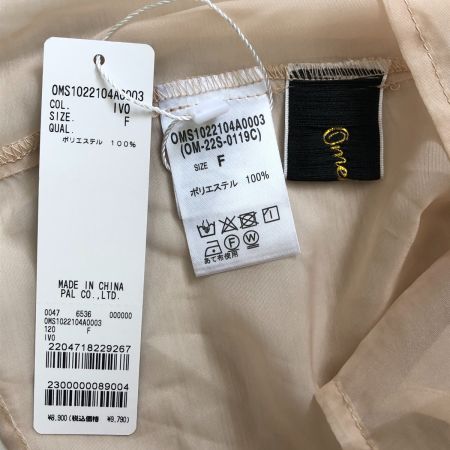 OMS1022104A0003
COL. IVO
SIZE. F
QUAL.
ポリエステル 100%
MADE IN CHINA
PAL CO.,LTD.
0047 6536 000000
OMS1022104A0003
120 F
IVO
2204718229267
2300000089004
¥8,900(税込価格 ¥9,790)
OMS1022104A0003
(OM-22S-0119C)
SIZE F
ポリエステル 100%
あて布使用
Ome